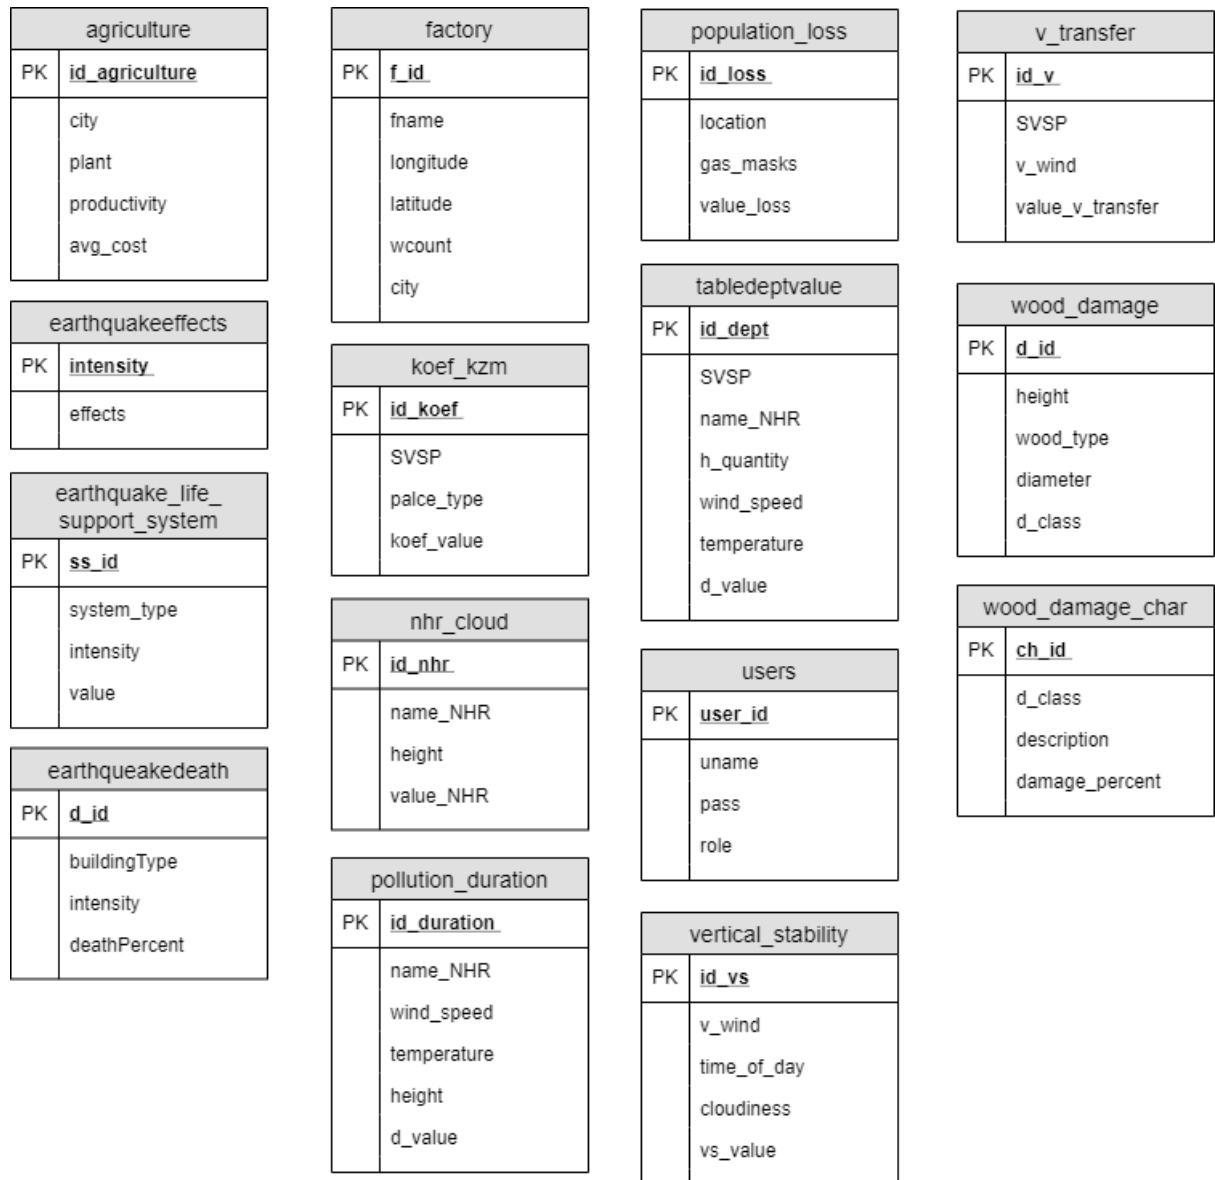 agriculture
PK id_agriculture
city
plant
productivity
avg_cost
earthquakeeffects
PK intensity
effects
earthquake_life_
support_system
PK ss_id
system_type
intensity
value
earthqueakedeath
PK d_id
buildingType
intensity
deathPercent
factory
PK f_id
fname
longitude
latitude
wcount
city
koef_kzm
PK id_koef
SVSP
palce_type
koef_value
nhr_cloud
PK id_nhr
name_NHR
height
value_NHR
pollution_duration
PK id_duration
name_NHR
wind_speed
temperature
height
d_value
population_loss
PK id_loss
location
gas_masks
value_loss
tabledeptvalue
PK id_dept
SVSP
name_NHR
h_quantity
wind_speed
temperature
d_value
users
PK user_id
uname
pass
role
vertical_stability
PK id_vs
v_wind
time_of_day
cloudiness
vs_value
v_transfer
PK id_v
SVSP
v_wind
value_v_transfer
wood_damage
PK d_id
height
wood_type
diameter
d_class
wood_damage_char
PK ch_id
d_class
description
damage_percent